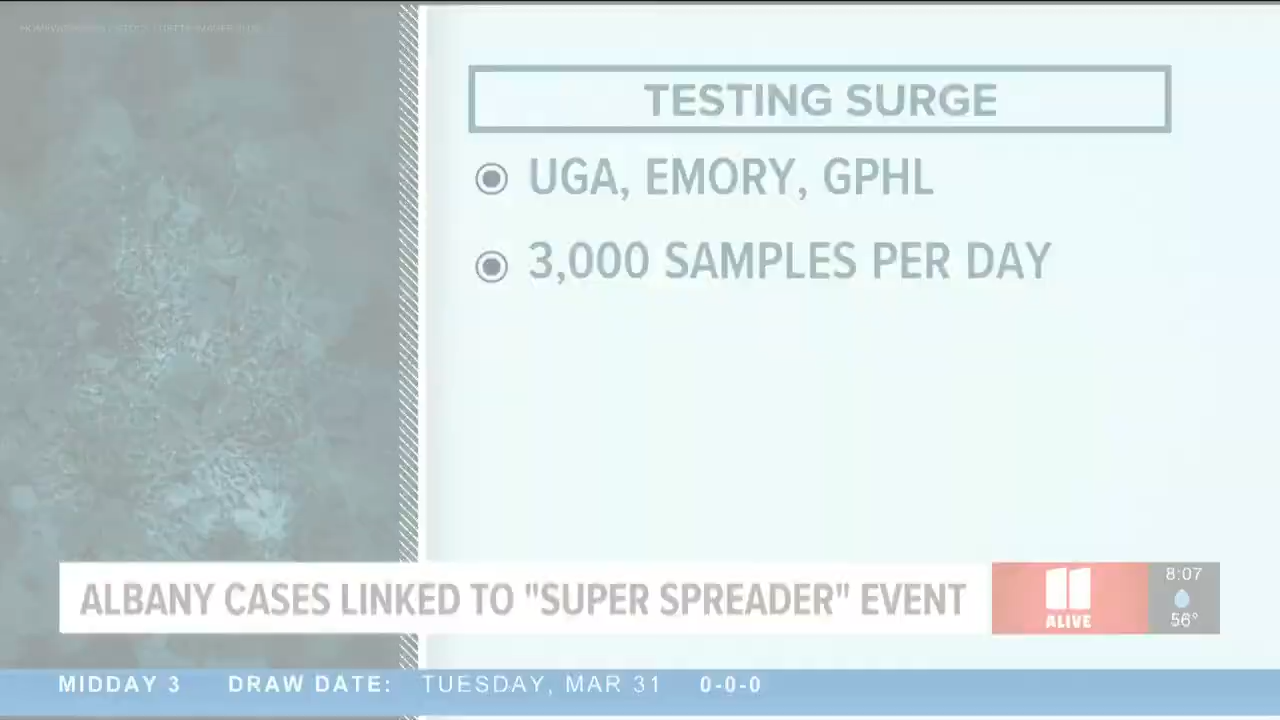 TESTING SURGE
UGA, EMORY, GPHL
3,000 SAMPLES PER DAY
ALBANY CASES LINKED TO "SUPER SPREADER" EVENT
11
ALIVE
8:07
56°
MIDDAY 3 DRAW DATE: TUESDAY, MAR 31 0-0-0